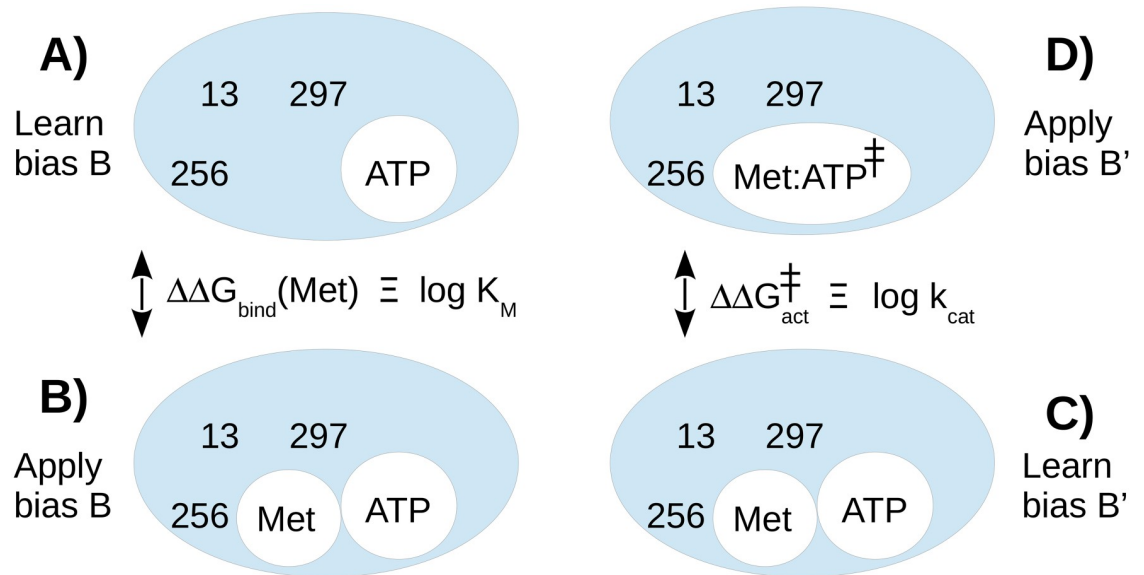 A)
Learn
bias B
13 297
256 ATP
ΔΔG_bind(Met) Ξ log K_M
B)
Apply
bias B
13 297
256 Met ATP
D)
Apply
bias B’
13 297
256 Met:ATP‡
ΔΔG‡_act Ξ log k_cat
C)
Learn
bias B’
13 297
256 Met ATP